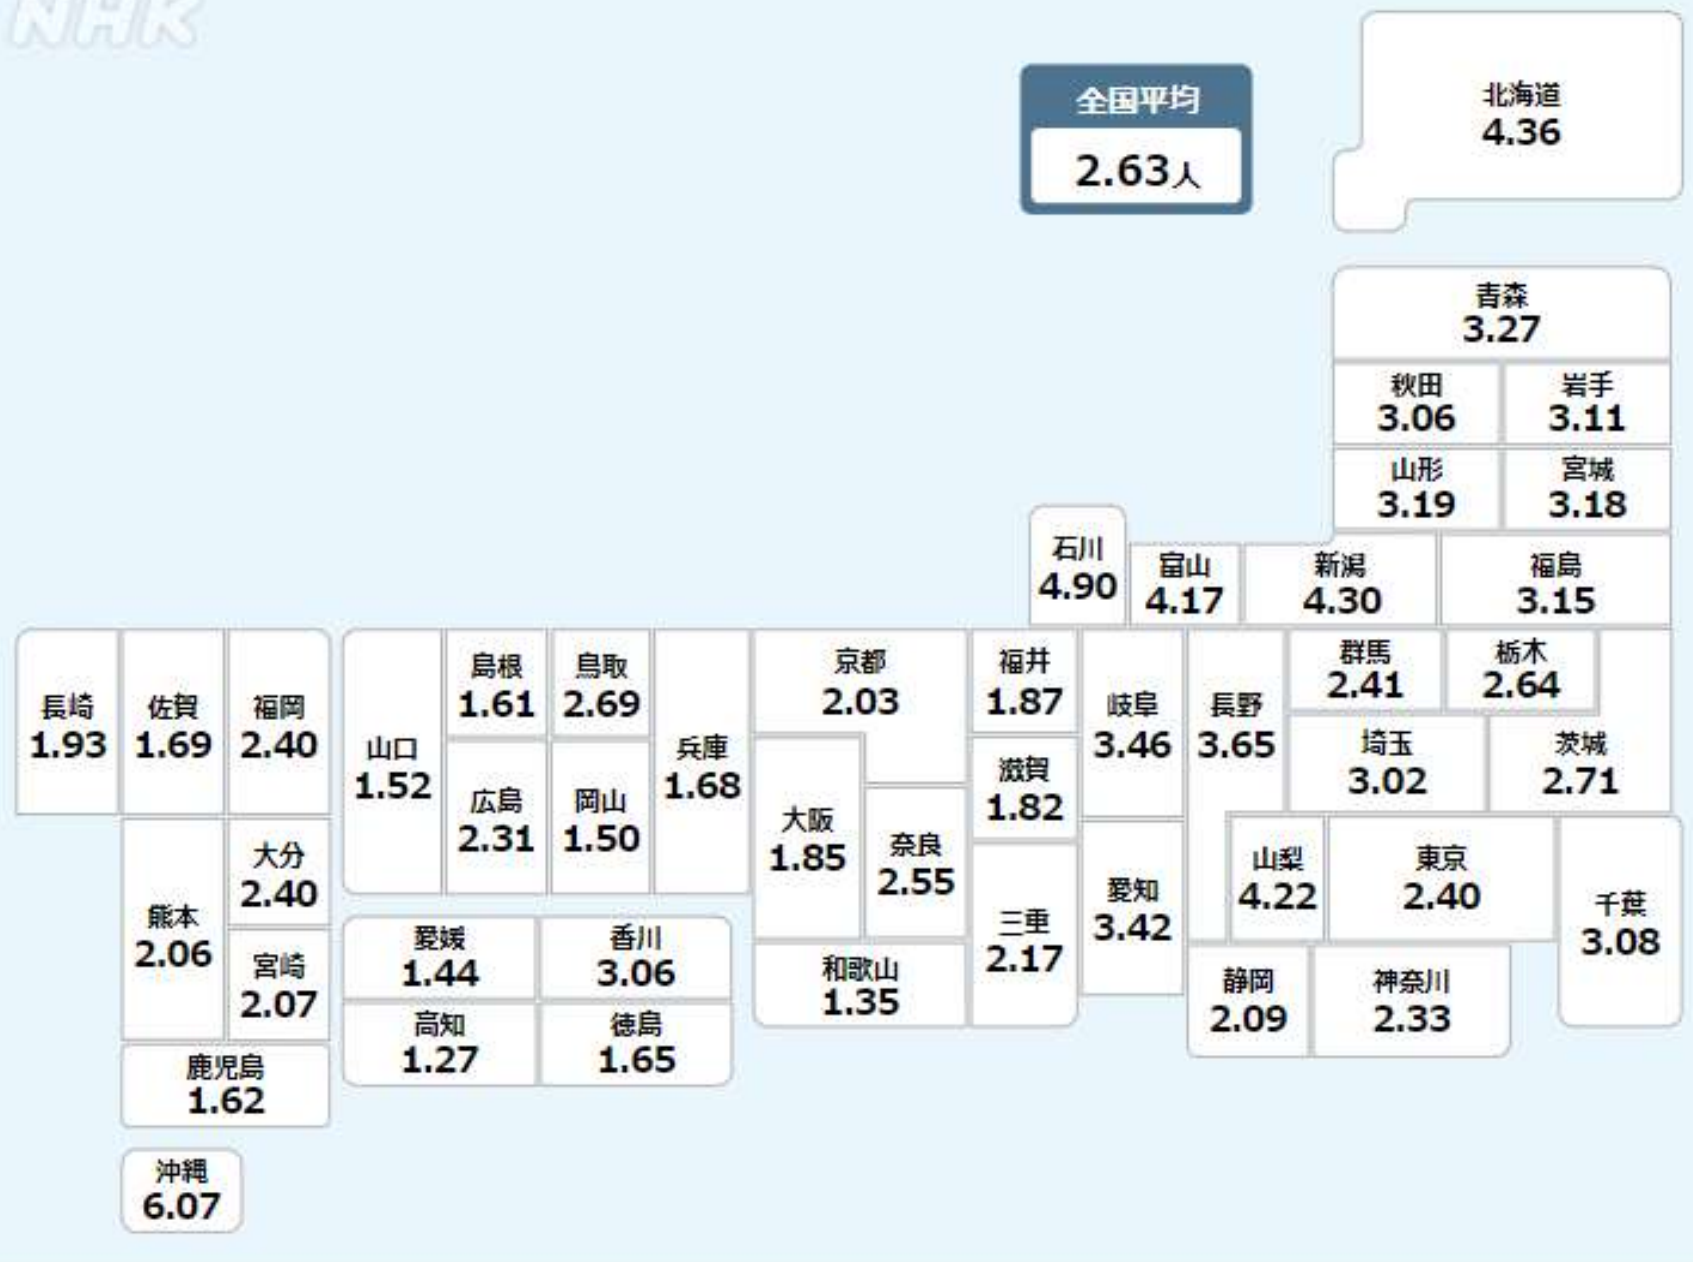 NHK
全国平均
2.63人
北海道
4.36
青森
3.27
秋田
3.06
岩手
3.11
山形
3.19
宮城
3.18
石川
4.90
富山
4.17
新潟
4.30
福島
3.15
長崎
1.93
佐賀
1.69
福岡
2.40
山口
1.52
島根
1.61
鳥取
2.69
兵庫
1.68
京都
2.03
福井
1.87
岐阜
3.46
長野
3.65
群馬
2.41
栃木
2.64
広島
2.31
岡山
1.50
大阪
1.85
滋賀
1.82
埼玉
3.02
茨城
2.71
熊本
2.06
大分
2.40
奈良
2.55
三重
2.17
愛知
3.42
山梨
4.22
東京
2.40
千葉
3.08
宮崎
2.07
愛媛
1.44
香川
3.06
和歌山
1.35
静岡
2.09
神奈川
2.33
高知
1.27
徳島
1.65
鹿児島
1.62
沖縄
6.07